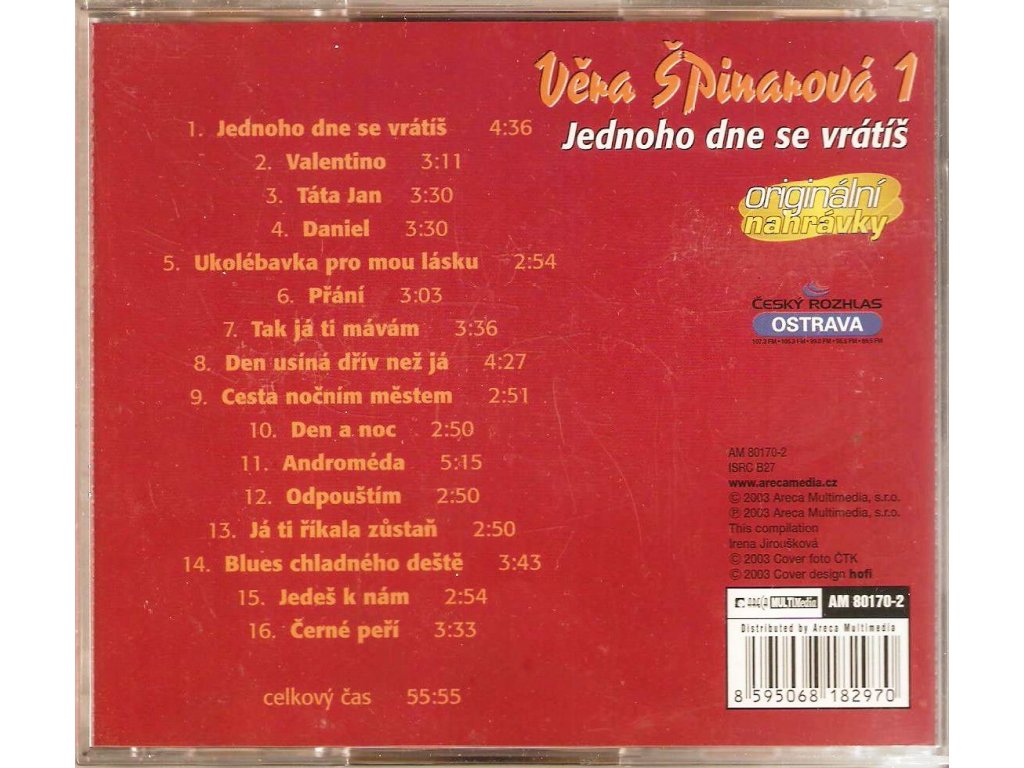 Věra Špinarová 1
Jednoho dne se vrátíš
1. Jednoho dne se vrátíš 4:36
2. Valentino 3:11
3. Táta Jan 3:30
4. Daniel 3:30
5. Ukolébavka pro mou lásku 2:54
6. Přání 3:03
7. Tak já ti mávám 3:36
8. Den usíná dřív než já 4:27
9. Cesta nočním městem 2:51
10. Den a noc 2:50
11. Androméda 5:15
12. Odpouštím 2:50
13. Já ti říkala zůstaň 2:50
14. Blues chladného deště 3:43
15. Jedeš k nám 2:54
16. Černé peří 3:33
celkový čas 55:55
originální
nahrávky
ČESKÝ ROZHLAS
OSTRAVA
AM 80170-2
ISRC B27
www.arecamedia.cz
© 2003 Areca Multimedia, s.r.o.
℗ 2003 Areca Multimedia, s.r.o.
This compilation
Irena Jiroušková
© 2003 Cover foto ČTK
© 2003 Cover design hofi
areca MULTIMedia AM 80170-2
Distributed by Areca Multimedia
8 595068 182970